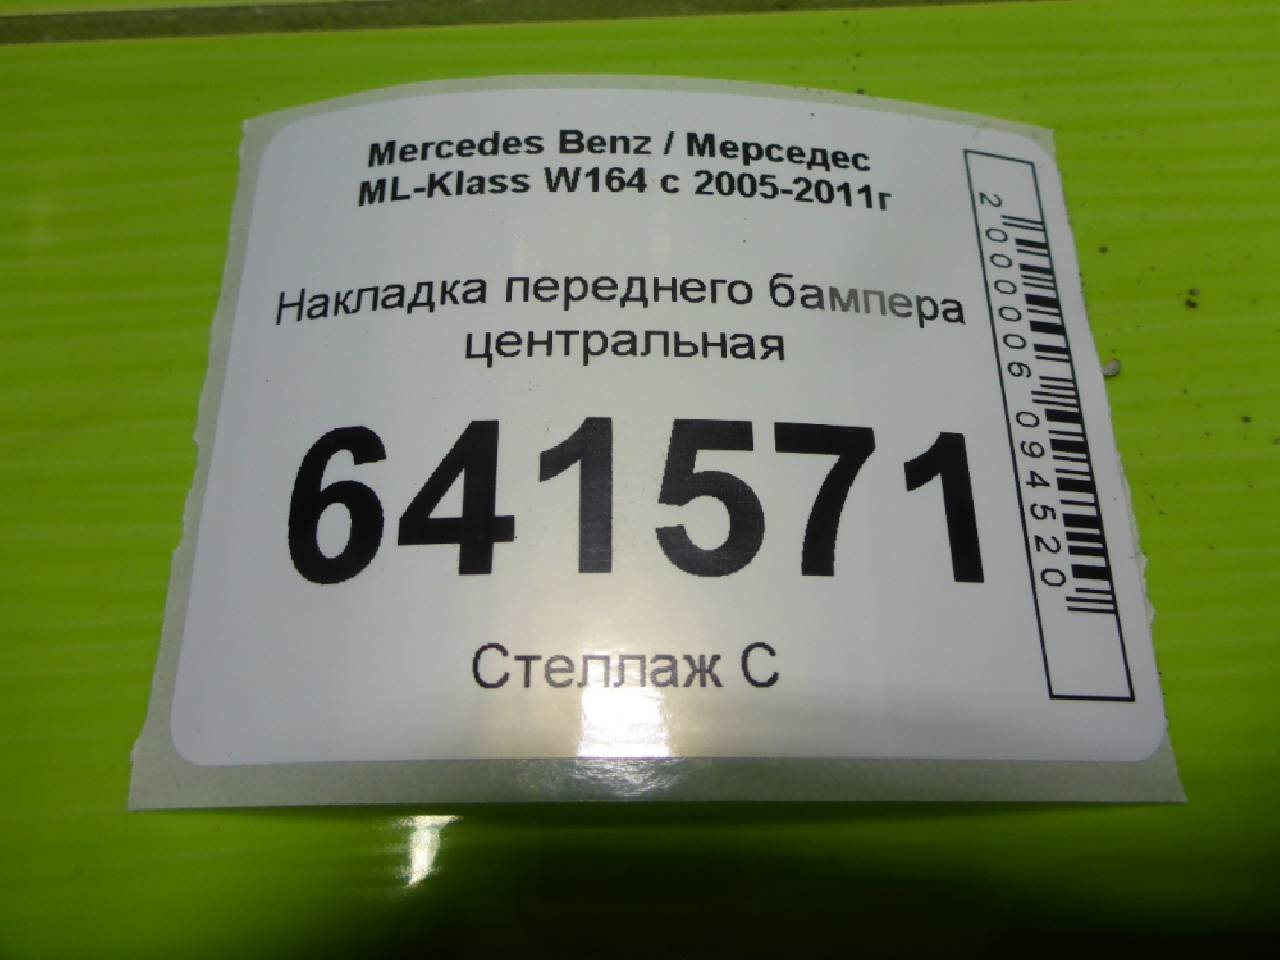 Mercedes Benz / Мерседес
ML-Klass W164 с 2005-2011г
Накладка переднего бампера
центральная
641571
Стеллаж С
2000006094520